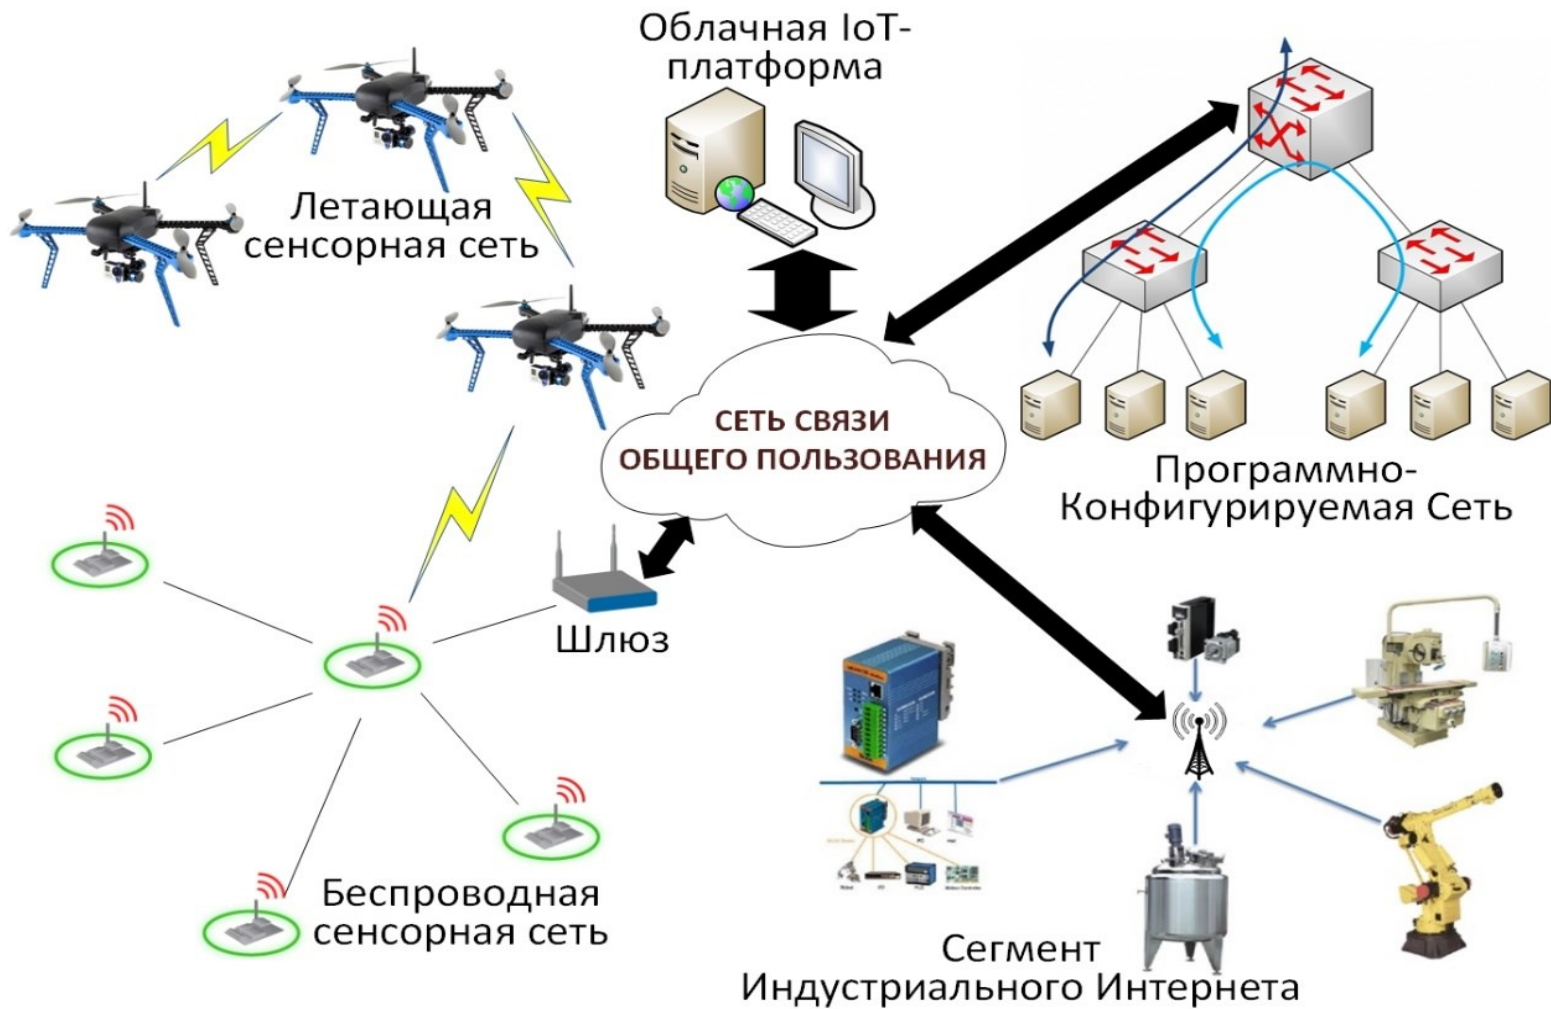 Облачная IoT-
платформа
Летающая
сенсорная сеть
СЕТЬ СВЯЗИ
ОБЩЕГО ПОЛЬЗОВАНИЯ
Программно-
Конфигурируемая Сеть
Шлюз
PC
Беспроводная
сенсорная сеть
Сегмент
Индустриального Интернета